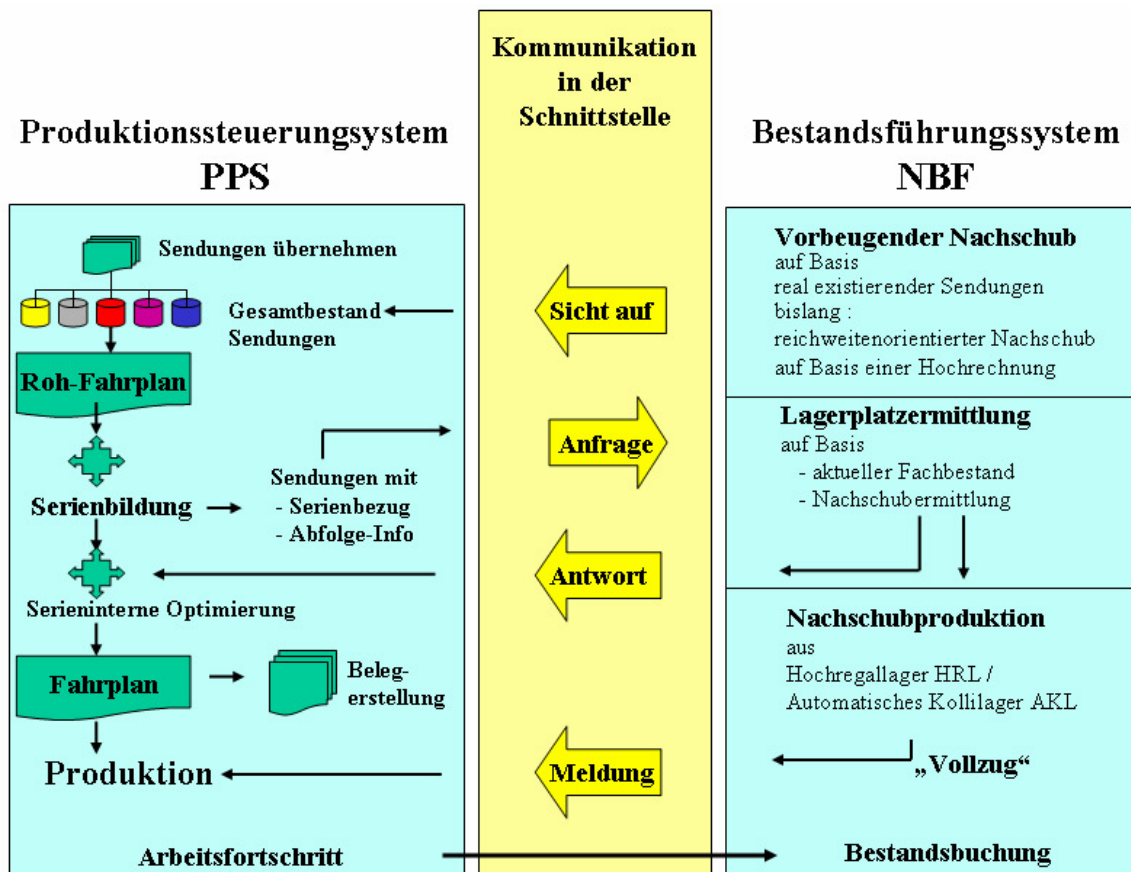 Kommunikation
in der
Schnittstelle
Produktionssteuerungsystem
PPS
Sendungen übernehmen
Gesamtbestand
Sendungen
Roh-Fahrplan
Serienbildung
Sendungen mit
- Serienbezug
- Abfolge-Info
Serieninterne Optimierung
Fahrplan
Beleg-
erstellung
Produktion
Arbeitsfortschritt
Sicht auf
Anfrage
Antwort
Meldung
Bestandsführungssystem
NBF
Vorbeugender Nachschub
auf Basis
real existierender Sendungen
bislang :
reichweitenorientierter Nachschub
auf Basis einer Hochrechnung
Lagerplatzermittlung
auf Basis
- aktueller Fachbestand
- Nachschubermittlung
Nachschubproduktion
aus
Hochregallager HRL /
Automatisches Kollilager AKL
„Vollzug“
Bestandsbuchung